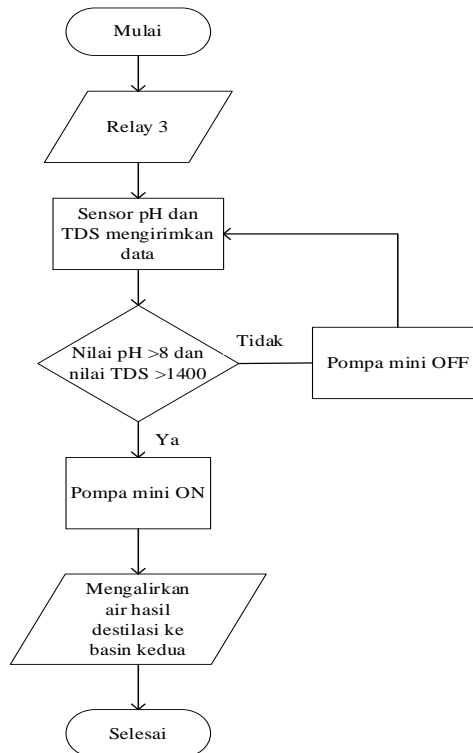 Mulai
Relay 3
Sensor pH dan
TDS mengirimkan
data
Nilai pH >8 dan
nilai TDS >1400
Tidak
Pompa mini OFF
Ya
Pompa mini ON
Mengalirkan
air hasil
destilasi ke
basin kedua
Selesai